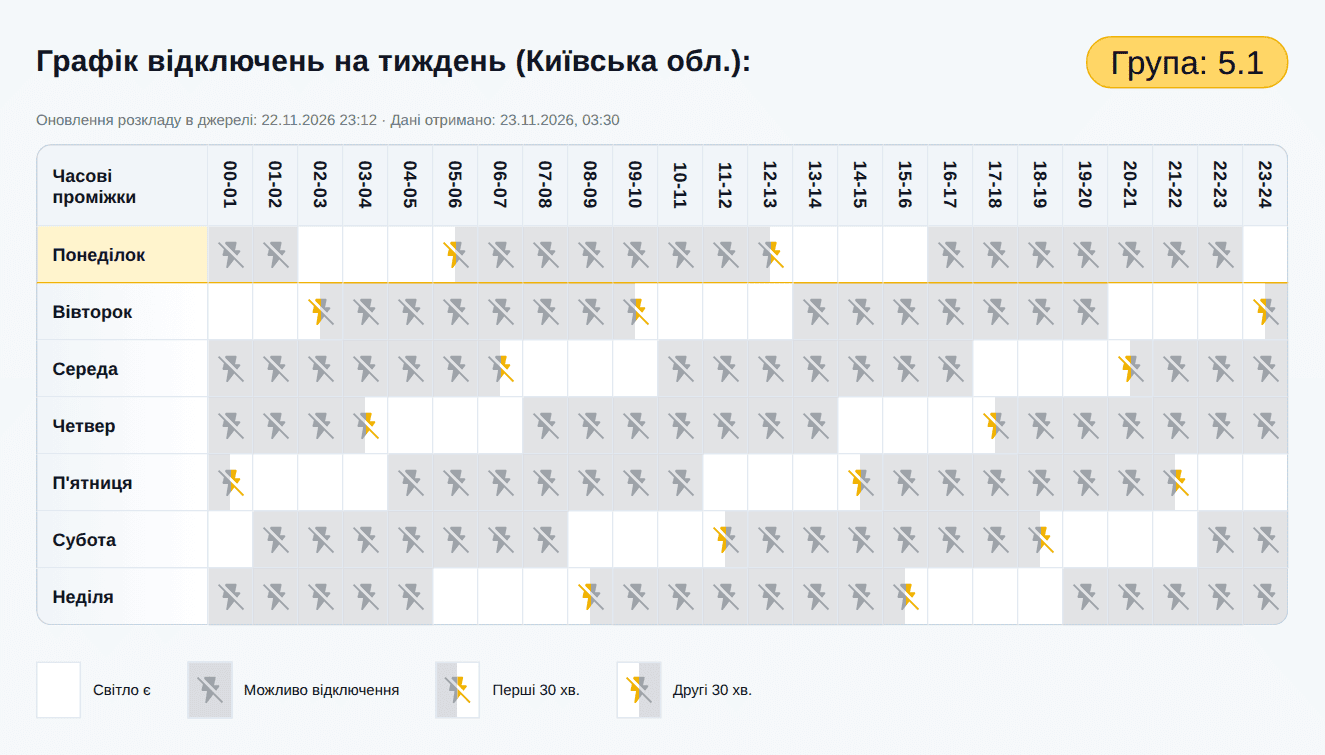 Графік відключень на тиждень (Київська обл.):
Група: 5.1
Оновлення розкладу в джерелі: 22.11.2026 23:12 · Дані отримано: 23.11.2026, 03:30
Часові
проміжки
00-01 01-02 02-03 03-04 04-05 05-06 06-07 07-08 08-09 09-10 10-11 11-12 12-13 13-14 14-15 15-16 16-17 17-18 18-19 19-20 20-21 21-22 22-23 23-24
Понеділок
Вівторок
Середа
Четвер
П'ятниця
Субота
Неділя
Світло є
Можливо відключення
Перші 30 хв.
Другі 30 хв.